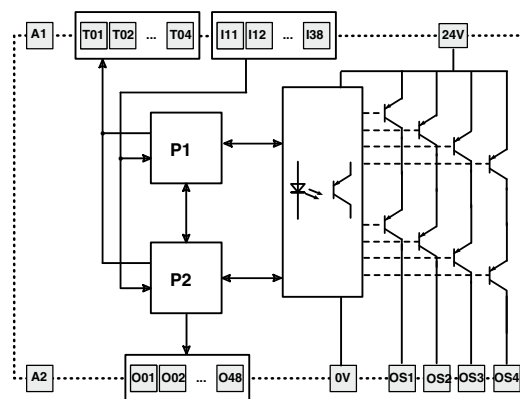 A1 T01 T02 ... T04 I11 I12 ... I38 24V
P1
P2
A2 O01 O02 ... O48 0V OS1 OS2 OS3 OS4